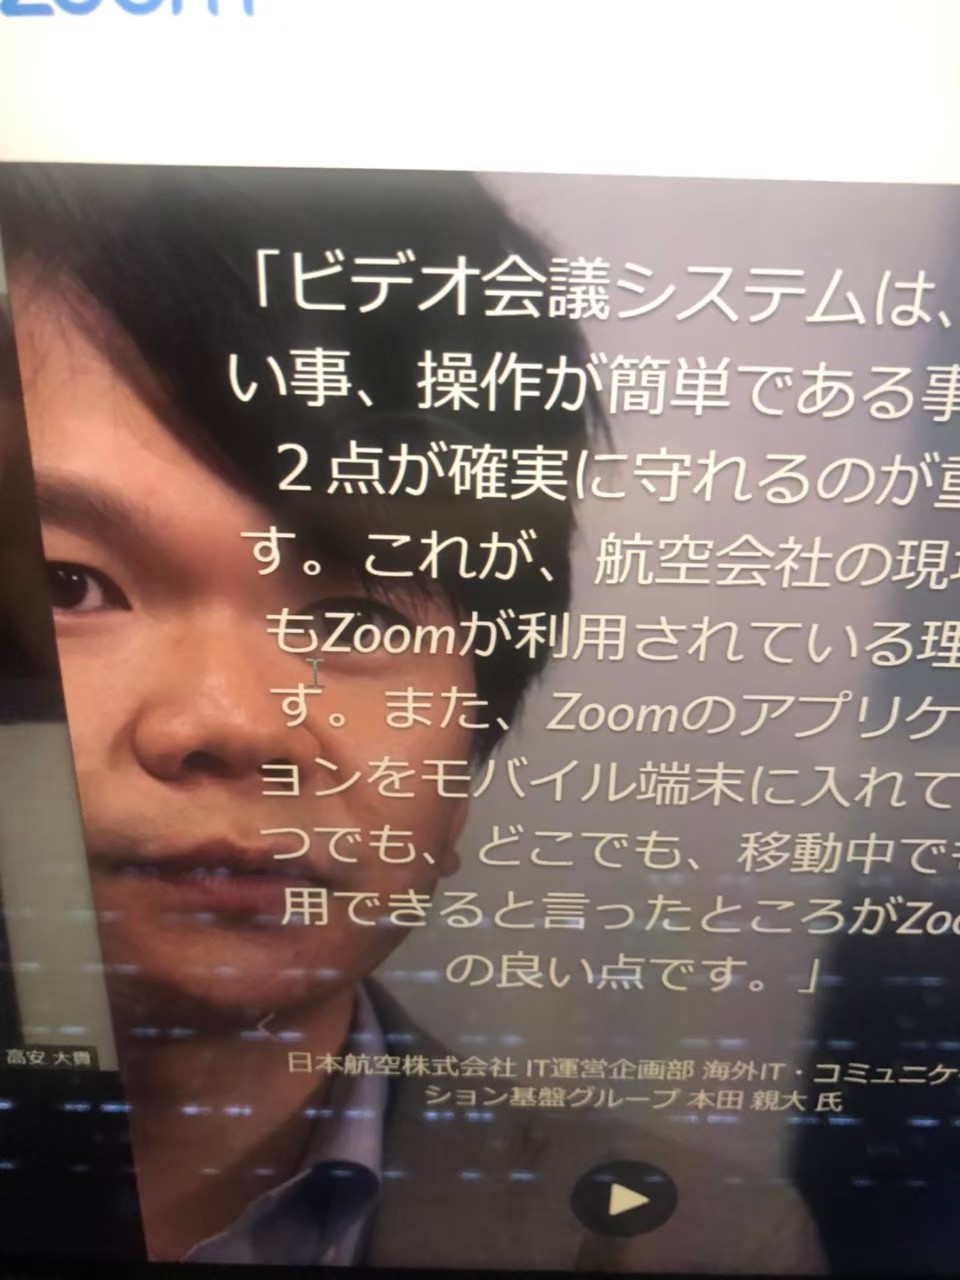 zoom
「ビデオ会議システムは、
い事、操作が簡単である事
２点が確実に守れるのが
す。これが、航空会社の現
もZoomが利用されている理
す。また、Zoomのアプリケ
ョンをモバイル端末に入れて
つでも、どこでも、移動中で
用できると言ったところがZoo
の良い点です。」
高安 大貴
日本航空株式会社 IT運営企画部 海外IT・コミュニケ
ション基盤グループ 本田 親大 氏